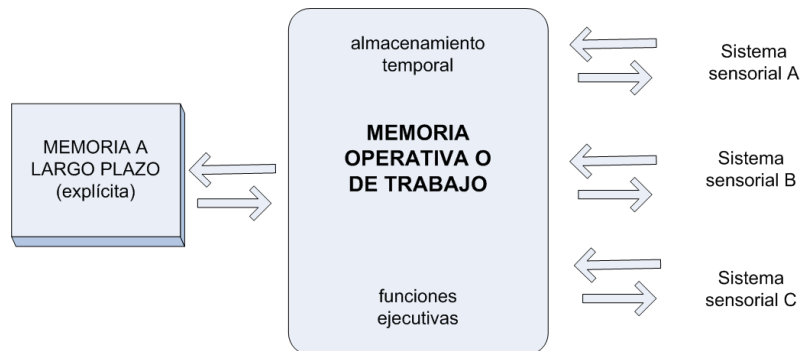 MEMORIA A
LARGO PLAZO
(explícita)
almacenamiento
temporal
MEMORIA
OPERATIVA O
DE TRABAJO
funciones
ejecutivas
Sistema
sensorial A
Sistema
sensorial B
Sistema
sensorial C